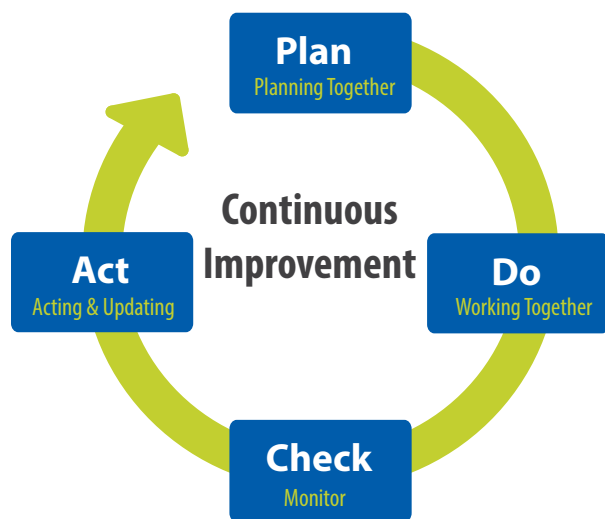 Plan
Planning Together
Continuous
Improvement
Act
Acting & Updating
Do
Working Together
Check
Monitor